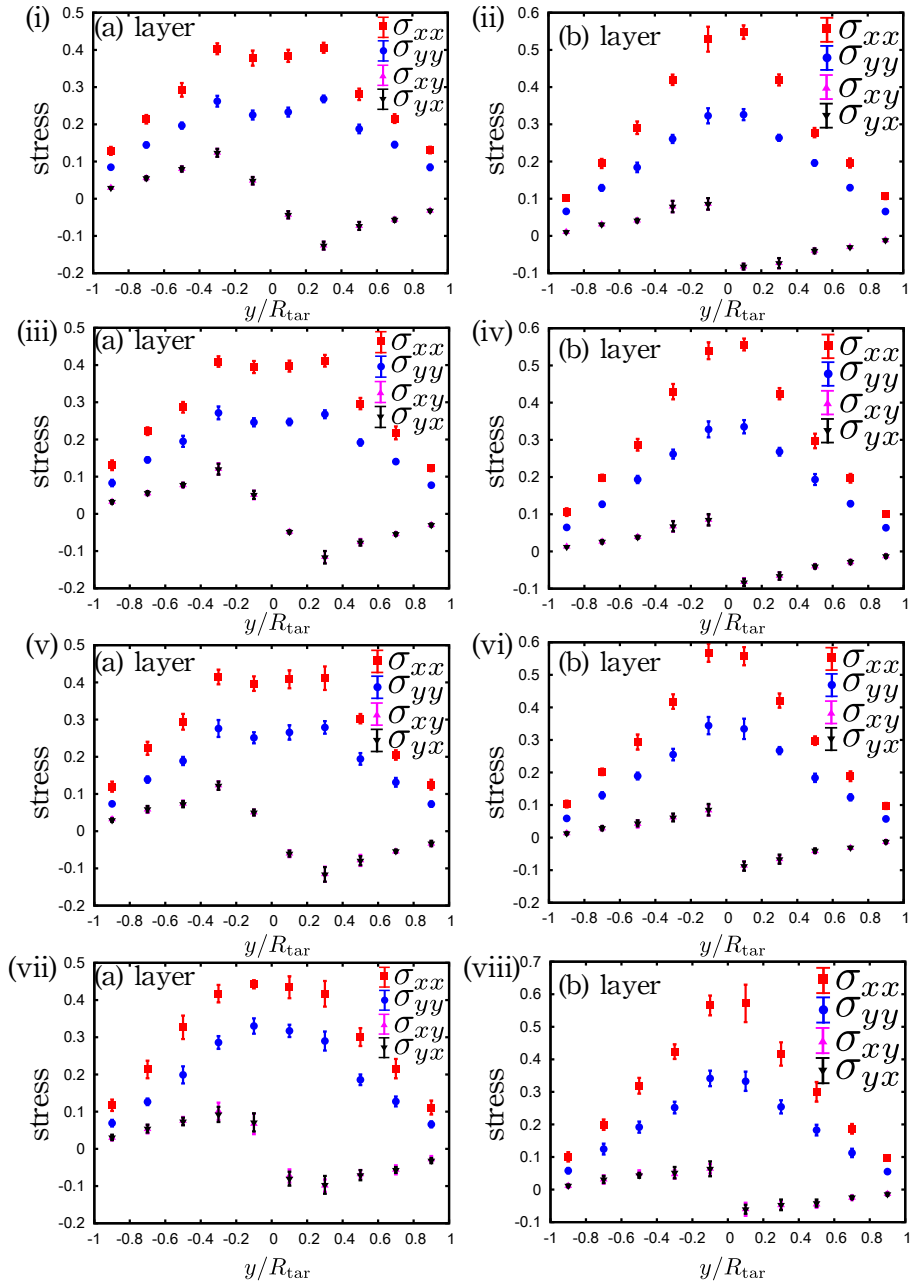 (i) (a) layer
σxx
σyy
σxy
σyx
stress
0.5
0.4
0.3
0.2
0.1
0
-0.1
-0.2
-1 -0.8 -0.6 -0.4 -0.2 0 0.2 0.4 0.6 0.8 1
y/Rtar
(ii) (b) layer
σxx
σyy
σxy
σyx
stress
0.6
0.5
0.4
0.3
0.2
0.1
0
-0.1
-1 -0.8 -0.6 -0.4 -0.2 0 0.2 0.4 0.6 0.8 1
y/Rtar
(iii) (a) layer
σxx
σyy
σxy
σyx
stress
0.5
0.4
0.3
0.2
0.1
0
-0.1
-0.2
-1 -0.8 -0.6 -0.4 -0.2 0 0.2 0.4 0.6 0.8 1
y/Rtar
(iv) (b) layer
σxx
σyy
σxy
σyx
stress
0.6
0.5
0.4
0.3
0.2
0.1
0
-0.1
-1 -0.8 -0.6 -0.4 -0.2 0 0.2 0.4 0.6 0.8 1
y/Rtar
(v) (a) layer
σxx
σyy
σxy
σyx
stress
0.5
0.4
0.3
0.2
0.1
0
-0.1
-0.2
-1 -0.8 -0.6 -0.4 -0.2 0 0.2 0.4 0.6 0.8 1
y/Rtar
(vi) (b) layer
σxx
σyy
σxy
σyx
stress
0.6
0.5
0.4
0.3
0.2
0.1
0
-0.1
-0.2
-1 -0.8 -0.6 -0.4 -0.2 0 0.2 0.4 0.6 0.8 1
y/Rtar
(vii) (a) layer
σxx
σyy
σxy
σyx
stress
0.5
0.4
0.3
0.2
0.1
0
-0.1
-0.2
-1 -0.8 -0.6 -0.4 -0.2 0 0.2 0.4 0.6 0.8 1
y/Rtar
(viii) (b) layer
σxx
σyy
σxy
σyx
stress
0.7
0.6
0.5
0.4
0.3
0.2
0.1
0
-0.1
-1 -0.8 -0.6 -0.4 -0.2 0 0.2 0.4 0.6 0.8 1
y/Rtar